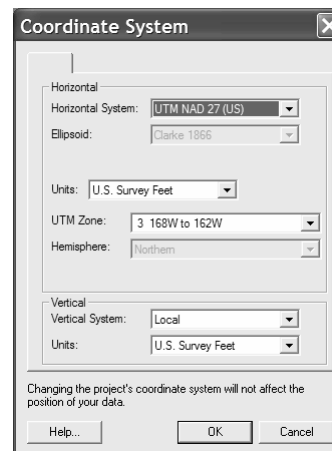 Coordinate System
Horizontal
Horizontal System: UTM NAD 27 (US)
Ellipsoid: Clarke 1866
Units: U.S. Survey Feet
UTM Zone: 3 168W to 162W
Hemisphere: Northern
Vertical
Vertical System: Local
Units: U.S. Survey Feet
Changing the project's coordinate system will not affect the
position of your data.
Help... OK Cancel